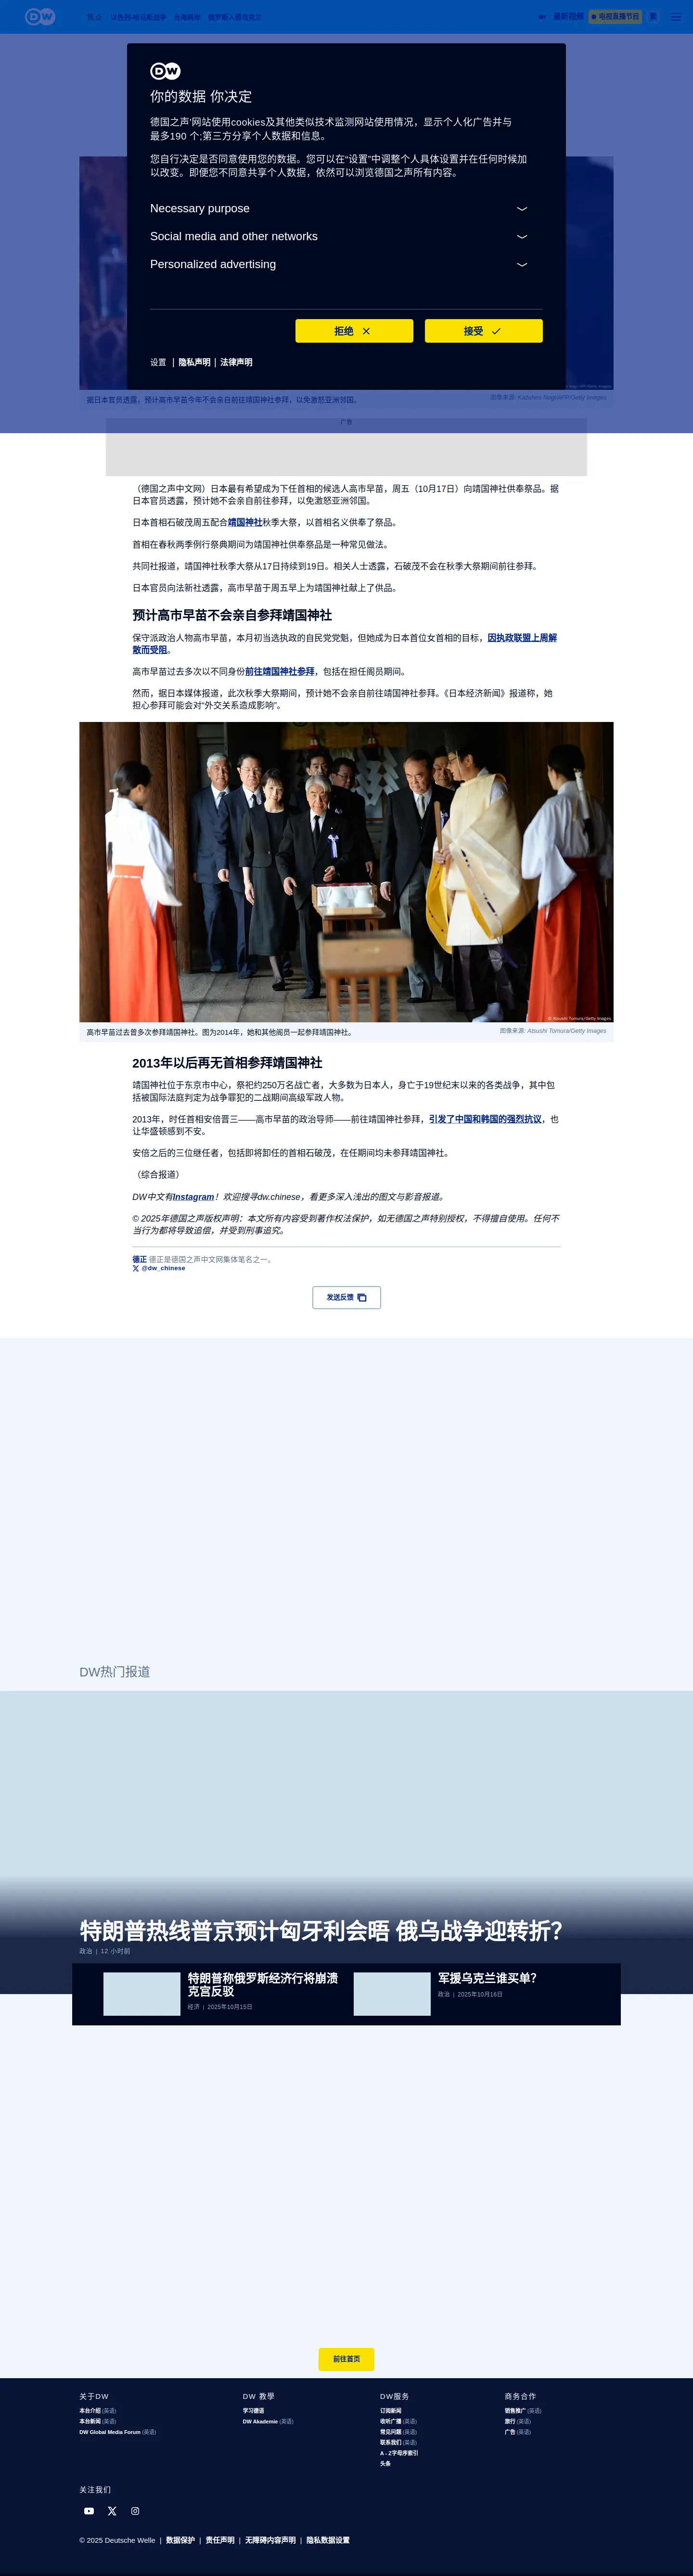 DW
焦点 以色列-哈马斯战争 台海两岸 俄罗斯入侵乌克兰
最新视频 电视直播节目 繁
DW
你的数据 你决定
德国之声'网站使用cookies及其他类似技术监测网站使用情况，显示个人化广告并与
最多190 个;第三方分享个人数据和信息。
您自行决定是否同意使用您的数据。您可以在“设置”中调整个人具体设置并在任何时候加
以改变。即便您不同意共享个人数据，依然可以浏览德国之声所有内容。
Necessary purpose
Social media and other networks
Personalized advertising
拒绝
接受
设置 | 隐私声明 | 法律声明
据日本官员透露，预计高市早苗今年不会亲自前往靖国神社参拜，以免激怒亚洲邻国。
图像来源: Kazuhiro Nogi/AFP/Getty Images
广告
（德国之声中文网）日本最有希望成为下任首相的候选人高市早苗，周五（10月17日）向靖国神社供奉祭品。据
日本官员透露，预计她不会亲自前往参拜，以免激怒亚洲邻国。
日本首相石破茂周五配合靖国神社秋季大祭，以首相名义供奉了祭品。
首相在春秋两季例行祭典期间为靖国神社供奉祭品是一种常见做法。
共同社报道，靖国神社秋季大祭从17日持续到19日。相关人士透露，石破茂不会在秋季大祭期间前往参拜。
日本官员向法新社透露，高市早苗于周五早上为靖国神社献上了供品。
预计高市早苗不会亲自参拜靖国神社
保守派政治人物高市早苗，本月初当选执政的自民党党魁，但她成为日本首位女首相的目标，因执政联盟上周解
散而受阻。
高市早苗过去多次以不同身份前往靖国神社参拜，包括在担任阁员期间。
然而，据日本媒体报道，此次秋季大祭期间，预计她不会亲自前往靖国神社参拜。《日本经济新闻》报道称，她
担心参拜可能会对“外交关系造成影响”。
© Atsushi Tomura/Getty Images
高市早苗过去曾多次参拜靖国神社。图为2014年，她和其他阁员一起参拜靖国神社。
图像来源: Atsushi Tomura/Getty Images
2013年以后再无首相参拜靖国神社
靖国神社位于东京市中心，祭祀约250万名战亡者，大多数为日本人，身亡于19世纪末以来的各类战争，其中包
括被国际法庭判定为战争罪犯的二战期间高级军政人物。
2013年，时任首相安倍晋三——高市早苗的政治导师——前往靖国神社参拜，引发了中国和韩国的强烈抗议，也
让华盛顿感到不安。
安倍之后的三位继任者，包括即将卸任的首相石破茂，在任期间均未参拜靖国神社。
（综合报道）
DW中文有Instagram！欢迎搜寻dw.chinese，看更多深入浅出的图文与影音报道。
© 2025年德国之声版权声明：本文所有内容受到著作权法保护，如无德国之声特别授权，不得擅自使用。任何不
当行为都将导致追偿，并受到刑事追究。
德正 德正是德国之声中文网集体笔名之一。
@dw_chinese
发送反馈
DW热门报道
特朗普热线普京预计匈牙利会晤 俄乌战争迎转折？
政治 | 12 小时前
特朗普称俄罗斯经济行将崩溃
克宫反驳
经济 | 2025年10月15日
军援乌克兰谁买单？
政治 | 2025年10月16日
前往首页
关于DW
本台介绍 (英语)
本台新闻 (英语)
DW Global Media Forum (英语)
DW 教學
学习德语
DW Akademie (英语)
DW服务
订阅新闻
收听广播 (英语)
常见问题 (英语)
联系我们 (英语)
A - Z字母序索引
头条
商务合作
销售推广 (英语)
旅行 (英语)
广告 (英语)
关注我们
© 2025 Deutsche Welle | 数据保护 | 责任声明 | 无障碍内容声明 | 隐私数据设置